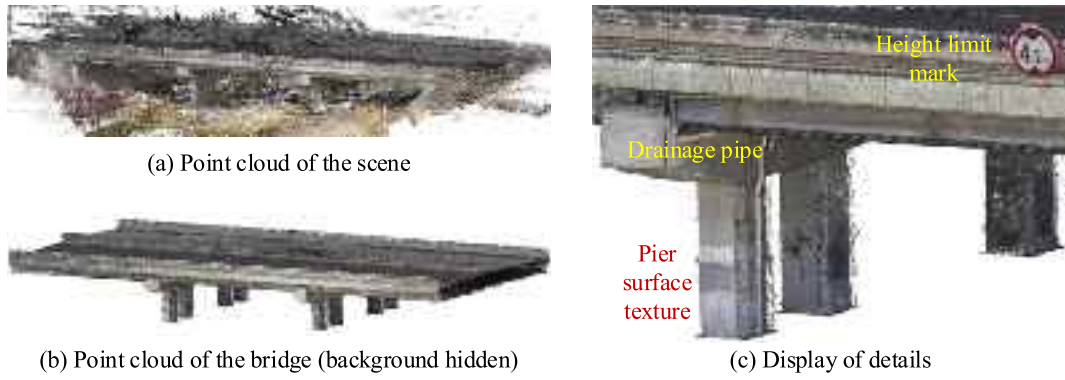 (a) Point cloud of the scene
(b) Point cloud of the bridge (background hidden)
Height limit
mark
Drainage pipe
Pier
surface
texture
(c) Display of details